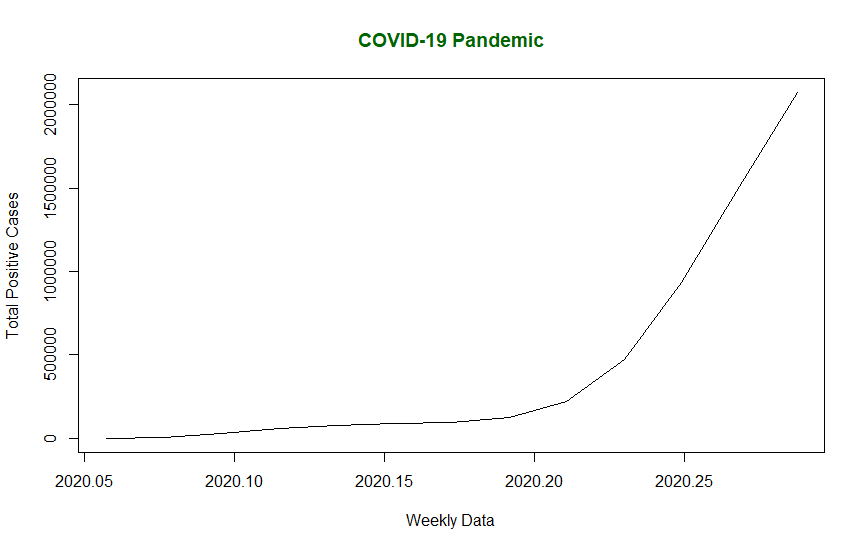 COVID-19 Pandemic
Total Positive Cases
2000000
1500000
1000000
500000
0
2020.05 2020.10 2020.15 2020.20 2020.25
Weekly Data